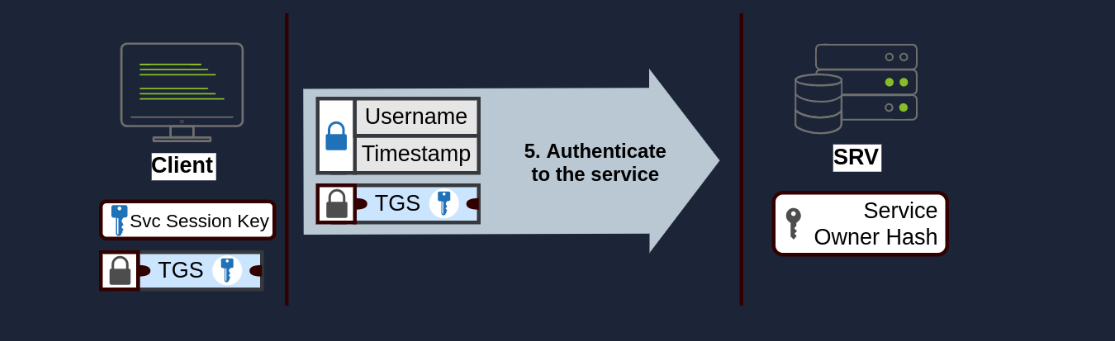 Client
Svc Session Key
TGS
Username
Timestamp
TGS
5. Authenticate
to the service
SRV
Service
Owner Hash